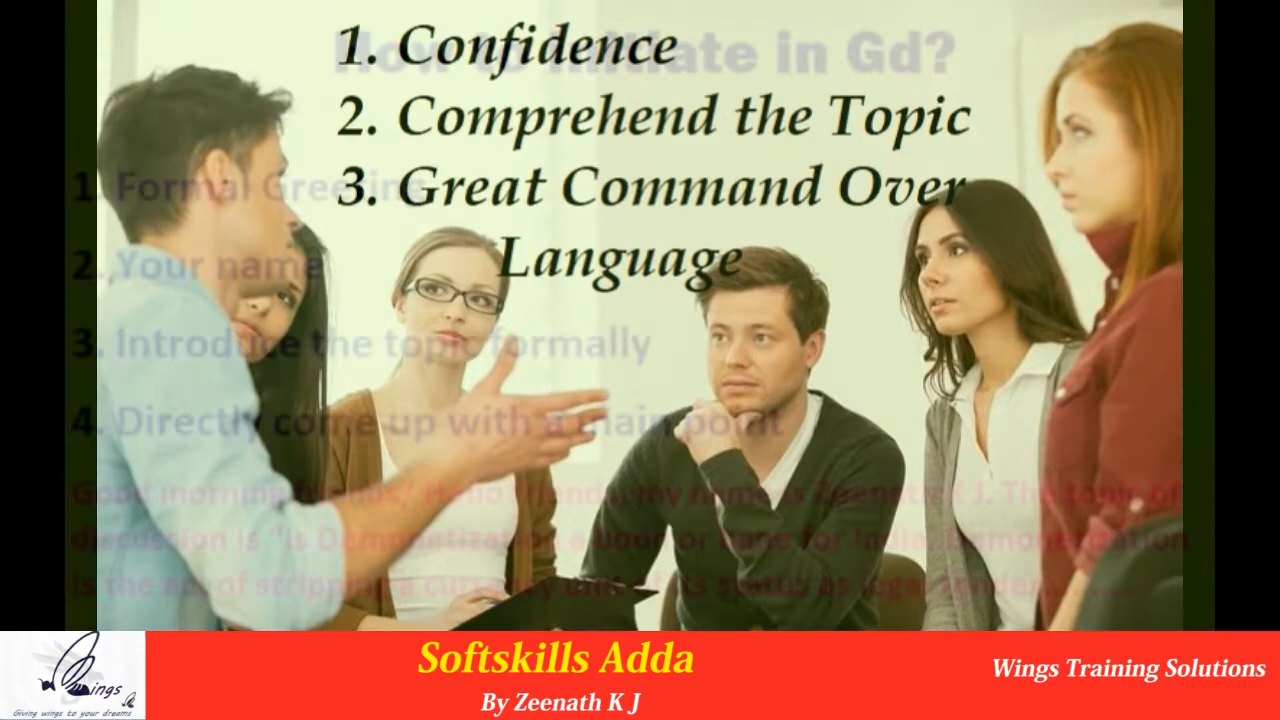 How to initiate in Gd?
1. Confidence
2. Comprehend the Topic
3. Great Command Over
Language
1. Formal Greeting
2. Your name
3. Introduce the topic formally
4. Directly come up with a main point
Good morning friends/ Hello friends, my name is Zeenath K J. The topic of
discussion is "Is Demonetization a boon or bane for India. Demonetization
is the act of stripping a currency unit of its status as legal tender.
Softskills Adda
By Zeenath K J
Wings Training Solutions
Wings
Giving wings to your dreams